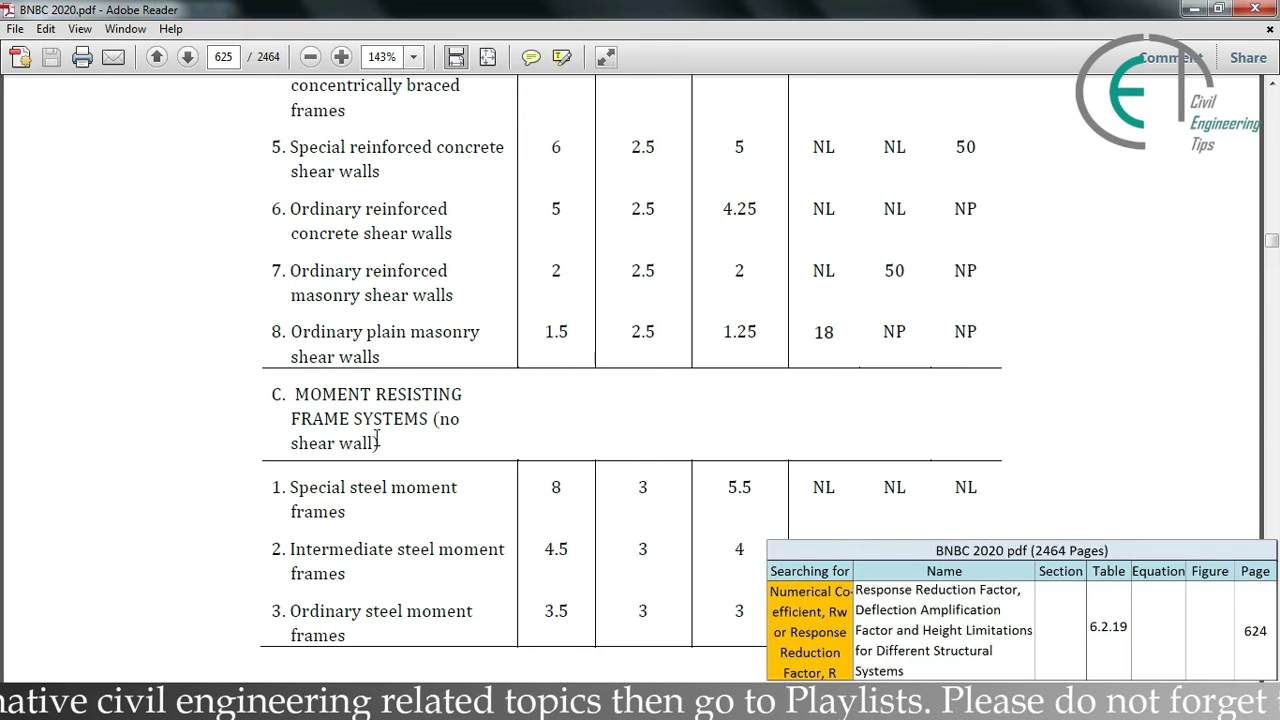 BNBC 2020.pdf - Adobe Reader
File Edit View Window Help
625 / 2464 143% Comment Share
CE
Civil
Engineering
Tips
concentrically braced
frames
5. Special reinforced concrete 6 2.5 5 NL NL 50
shear walls
6. Ordinary reinforced 5 2.5 4.25 NL NL NP
concrete shear walls
7. Ordinary reinforced 2 2.5 2 NL 50 NP
masonry shear walls
8. Ordinary plain masonry 1.5 2.5 1.25 18 NP NP
shear walls
C. MOMENT RESISTING
FRAME SYSTEMS (no
shear wall)
1. Special steel moment 8 3 5.5 NL NL NL
frames
2. Intermediate steel moment 4.5 3 4
frames
3. Ordinary steel moment 3.5 3 3
frames
BNBC 2020 pdf (2464 Pages)
Searching for Name Section Table Equation Figure Page
Numerical Co-
efficient, Rw
or Response
Reduction
Factor, R
Response Reduction Factor,
Deflection Amplification
Factor and Height Limitations
for Different Structural
Systems
6.2.19
624
native civil engineering related topics then go to Playlists. Please do not forget